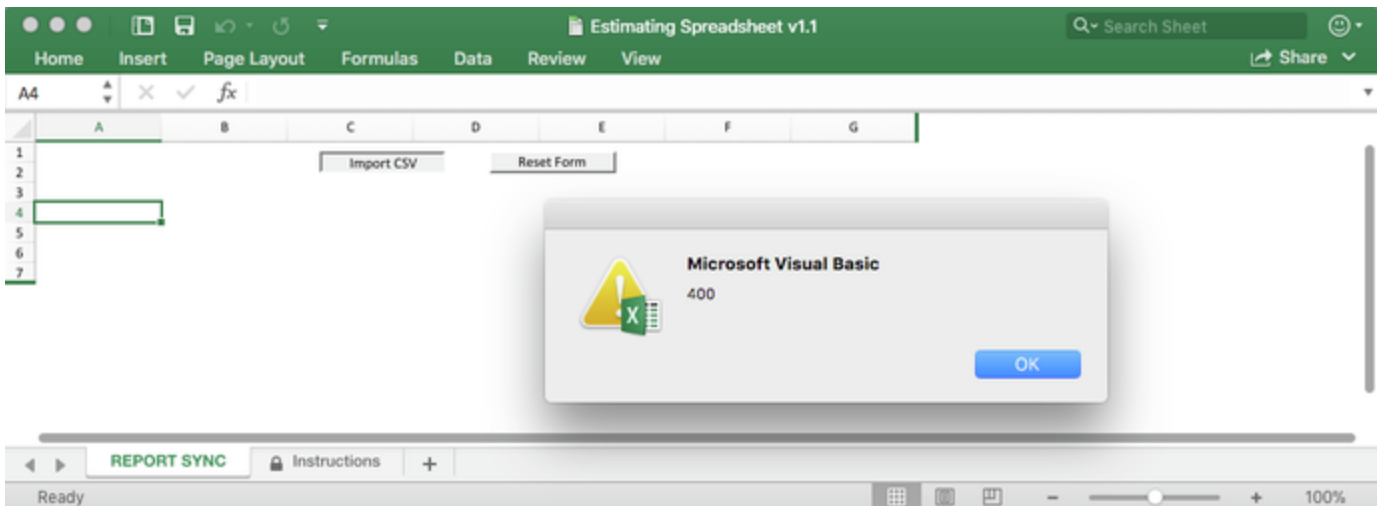 Estimating Spreadsheet v1.1
Search Sheet
Home Insert Page Layout Formulas Data Review View Share
A4 fx
A B C D E F G
1
Import CSV Reset Form
2
3
4
5
6
7
Microsoft Visual Basic
400
OK
REPORT SYNC Instructions +
Ready - + 100%